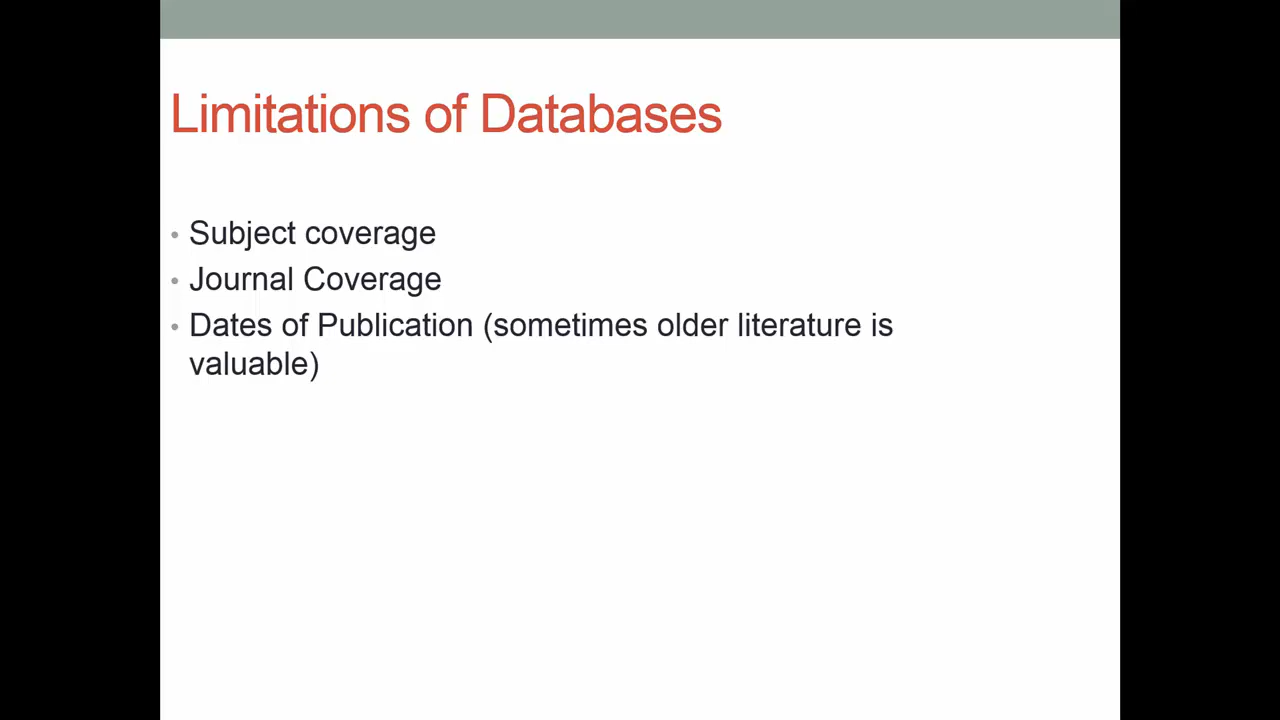 Limitations of Databases
• Subject coverage
• Journal Coverage
• Dates of Publication (sometimes older literature is
valuable)